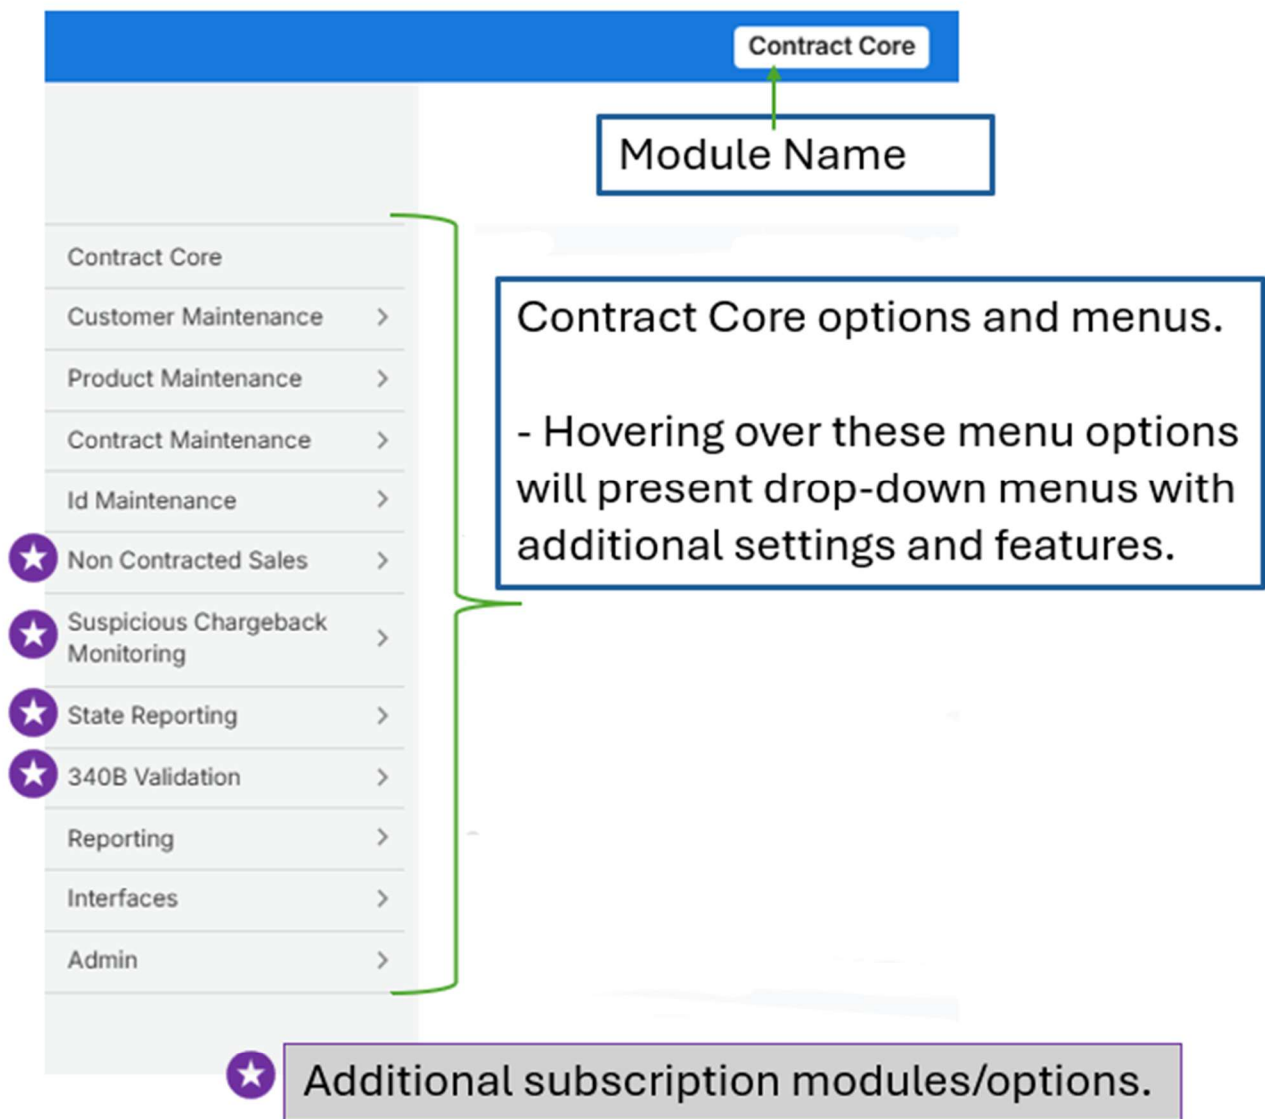 Contract Core
Module Name
Contract Core
Customer Maintenance
Product Maintenance
Contract Maintenance
Id Maintenance
Non Contracted Sales
Suspicious Chargeback
Monitoring
State Reporting
340B Validation
Reporting
Interfaces
Admin
Contract Core options and menus.
- Hovering over these menu options
will present drop-down menus with
additional settings and features.
Additional subscription modules/options.